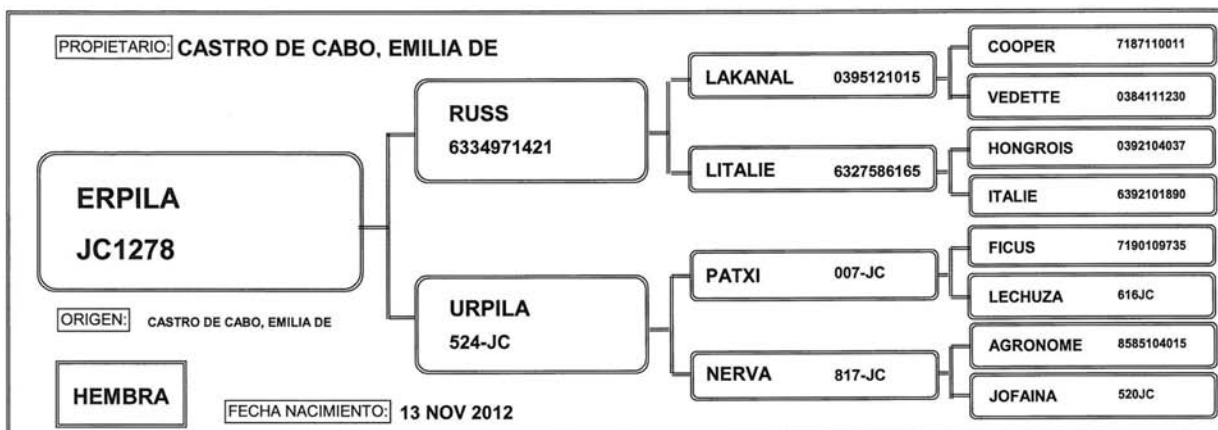 PROPIETARIO: CASTRO DE CABO, EMILIA DE
ERPILA
JC1278
ORIGEN: CASTRO DE CABO, EMILIA DE
HEMBRA
FECHA NACIMIENTO: 13 NOV 2012
RUSS
6334971421
URPILA
524-JC
LAKANAL 0395121015
LITALIE 6327586165
PATXI 007-JC
NERVA 817-JC
COOPER 7187110011
VEDETTE 0384111230
HONGROIS 0392104037
ITALIE 6392101890
FICUS 7190109735
LECHUZA 616JC
AGRONOME 8585104015
JOFAINA 520JC